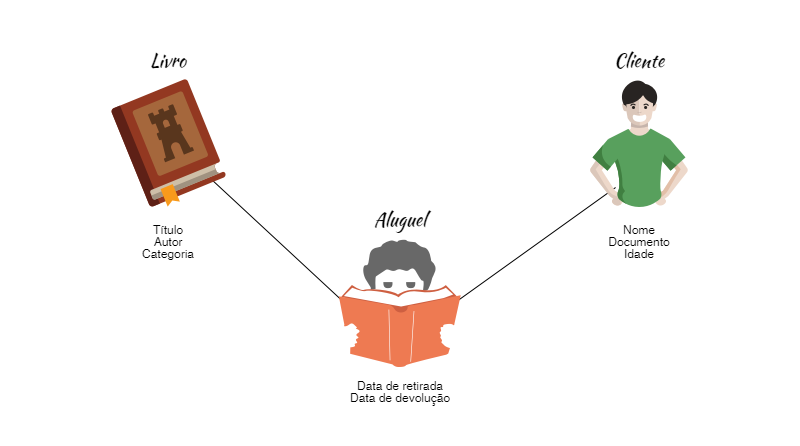 Livro
Título
Autor
Categoria
Cliente
Nome
Documento
Idade
Aluguel
Data de retirada
Data de devolução